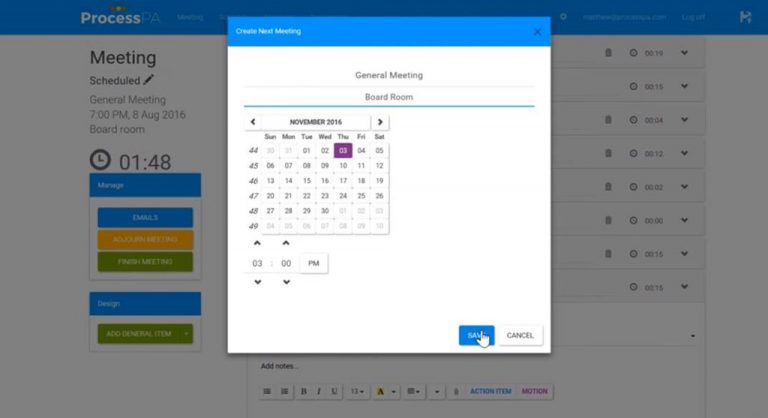 ProcessPA
Meeting
matthew@processpa.com
Log off
Meeting
Scheduled
General Meeting
7:00 PM, 8 Aug 2016
Board room
01:48
Manage
EMAILS
ADJOURN MEETING
FINISH MEETING
Design
ADD GENERAL ITEM
Create Next Meeting
General Meeting
Board Room
NOVEMBER 2016
Sun Mon Tue Wed Thu Fri Sat
44 30 31 01 02 03 04 05
45 06 07 08 09 10 11 12
46 13 14 15 16 17 18 19
47 20 21 22 23 24 25 26
48 27 28 29 30 01 02 03
49 04 05 06 07 08 09 10
03 : 00 PM
SAVE CANCEL
00:19
00:15
00:04
00:12
00:02
00:00
00:15
00:15
Add notes...
B I U 13 A ACTION ITEM MOTION